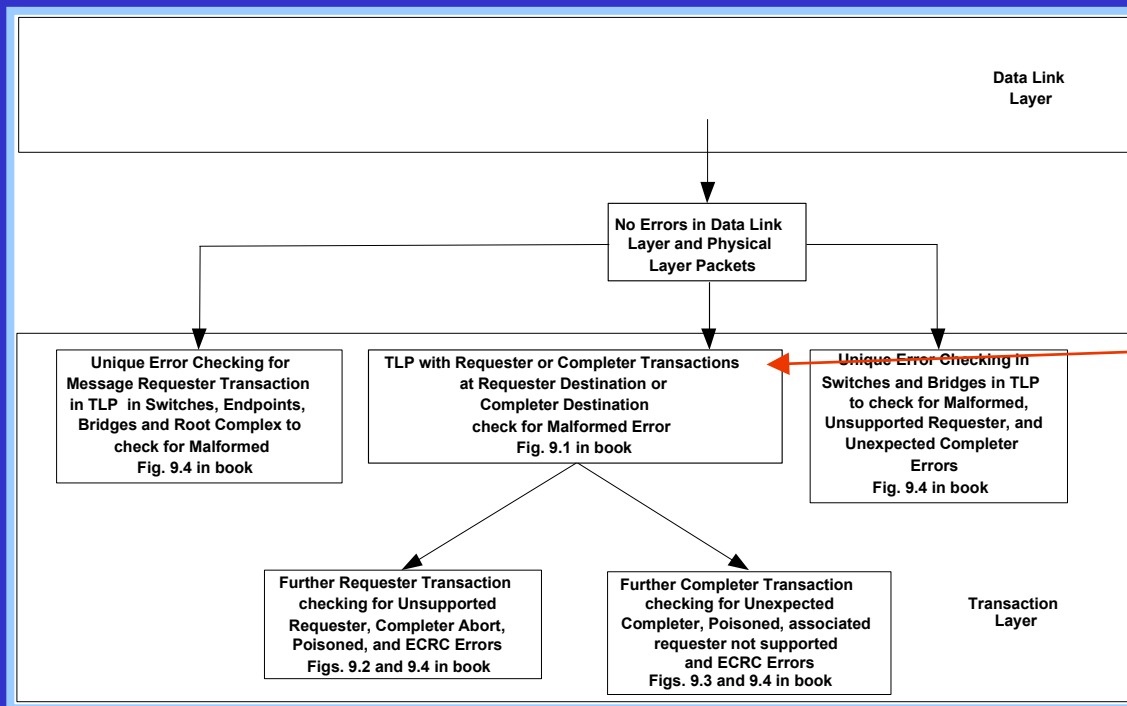 Data Link
Layer
No Errors in Data Link
Layer and Physical
Layer Packets
Unique Error Checking for
Message Requester Transaction
in TLP in Switches, Endpoints,
Bridges and Root Complex to
check for Malformed
Fig. 9.4 in book
TLP with Requester or Completer Transactions
at Requester Destination or
Completer Destination
check for Malformed Error
Fig. 9.1 in book
Unique Error Checking in
Switches and Bridges in TLP
to check for Malformed,
Unsupported Requester, and
Unexpected Completer
Errors
Fig. 9.4 in book
Further Requester Transaction
checking for Unsupported
Requester, Completer Abort,
Poisoned, and ECRC Errors
Figs. 9.2 and 9.4 in book
Further Completer Transaction
checking for Unexpected
Completer, Poisoned, associated
requester not supported
and ECRC Errors
Figs. 9.3 and 9.4 in book
Transaction
Layer